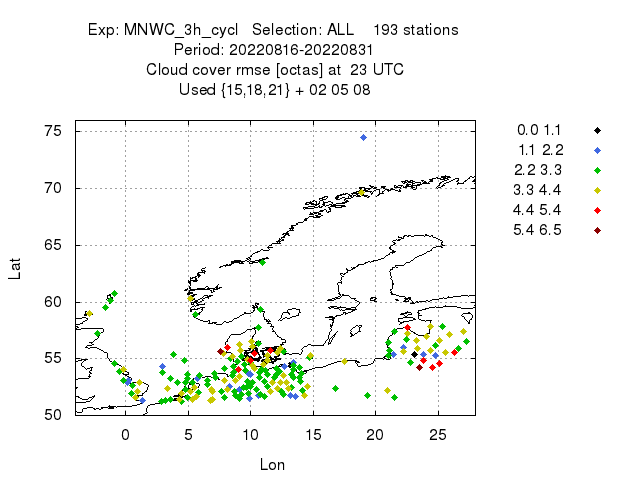 Exp: MNWC_3h_cycl   Selection: ALL    193 stations
Period: 20220816-20220831
Cloud cover rmse [octas] at  23 UTC
Used {15,18,21} + 02 05 08
0.0 1.1
1.1 2.2
2.2 3.3
3.3 4.4
4.4 5.4
5.4 6.5
75
70
65
60
55
50
Lat
0 5 10 15 20 25
Lon